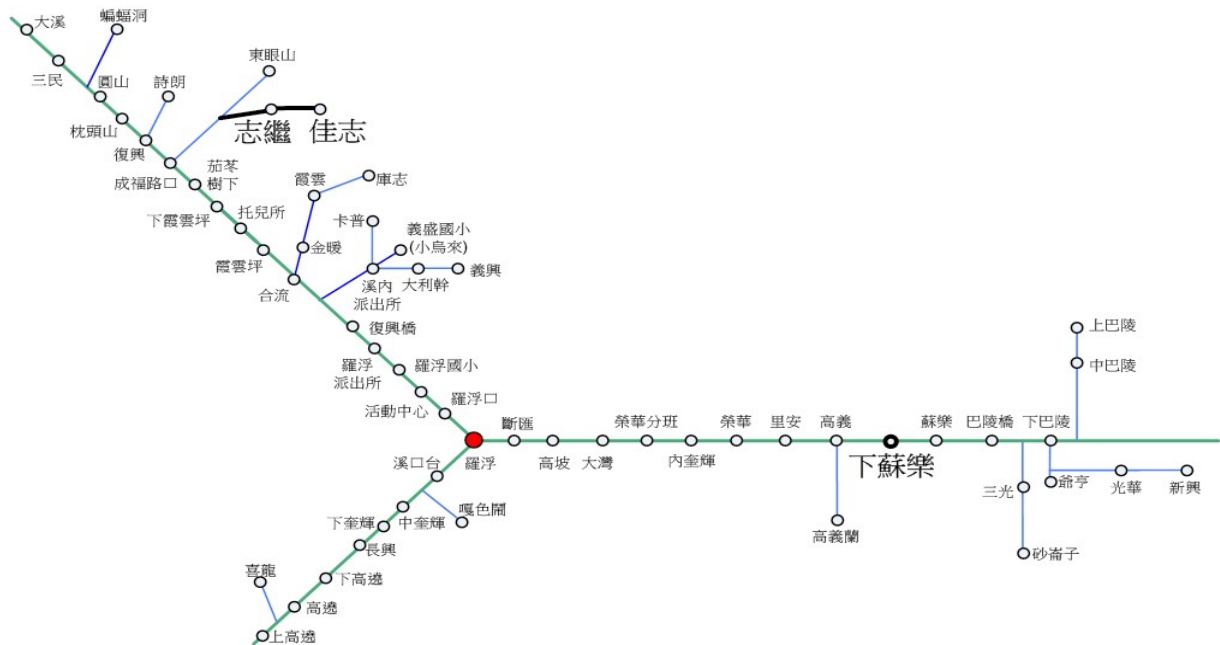 大溪
蝙蝠洞
三民
圓山
詩朗
東眼山
枕頭山
志繼
佳志
復興
成福路口
茄苳
樹下
霞雲
庫志
下霞雲坪
托兒所
卡普
義盛國小
(小烏來)
霞雲坪
金暖
合流
溪內
派出所
大利幹
義興
復興橋
上巴陵
羅浮
派出所
羅浮國小
中巴陵
活動中心
羅浮口
羅浮
斷匯
高坡
大灣
榮華分班
內奎輝
榮華
里安
高義
下蘇樂
蘇樂
巴陵橋
下巴陵
溪口台
三光
爺亨
光華
新興
下奎輝
中奎輝
嘎色鬧
高義蘭
長興
砂崙子
喜龍
下高遶
高遶
上高遶